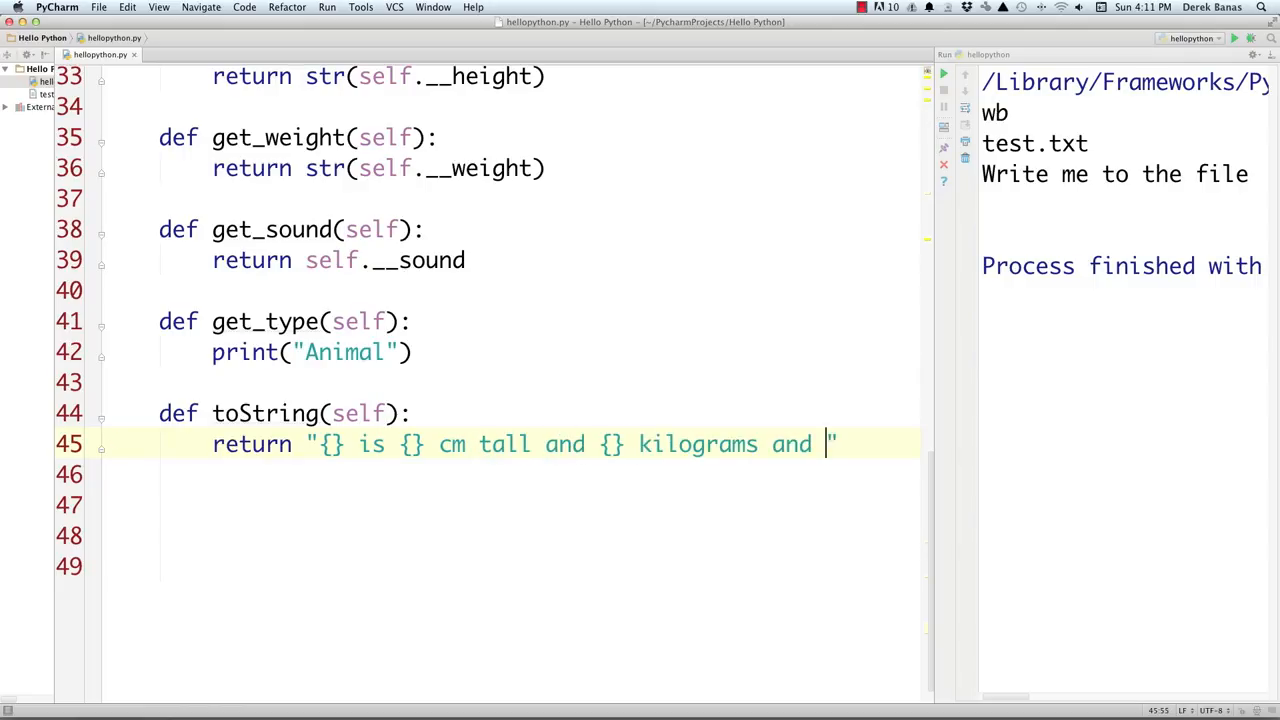 PyCharm File Edit View Navigate Code Refactor Run Tools VCS Window Help 10 Sun 4:11 PM Derek Banas
hellopython.py - Hello Python - [~/PycharmProjects/Hello Python]
Hello Python hellopython.py hellopython
hellopython.py Run hellopython
Hello
hell
test
Extern
33 return str(self.__height)
34
35 def get_weight(self):
36 return str(self.__weight)
37
38 def get_sound(self):
39 return self.__sound
40
41 def get_type(self):
42 print("Animal")
43
44 def toString(self):
45 return "{} is {} cm tall and {} kilograms and "
46
47
48
49
/Library/Frameworks/Py
wb
test.txt
Write me to the file
Process finished with
45:55 LF UTF-8